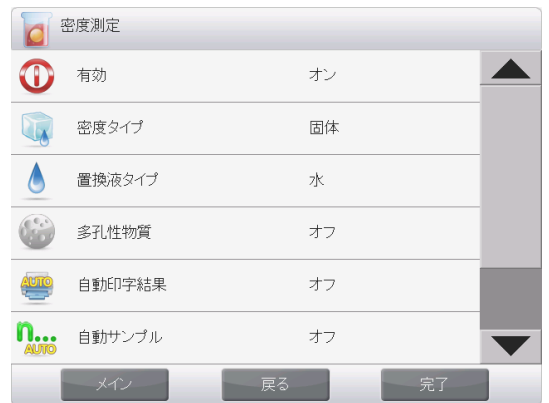 密度測定
有効 オン
密度タイプ 固体
置換液タイプ 水
多孔性物質 オフ
AUTO 自動印字結果 オフ
n... AUTO 自動サンプル オフ
メイン 戻る 完了